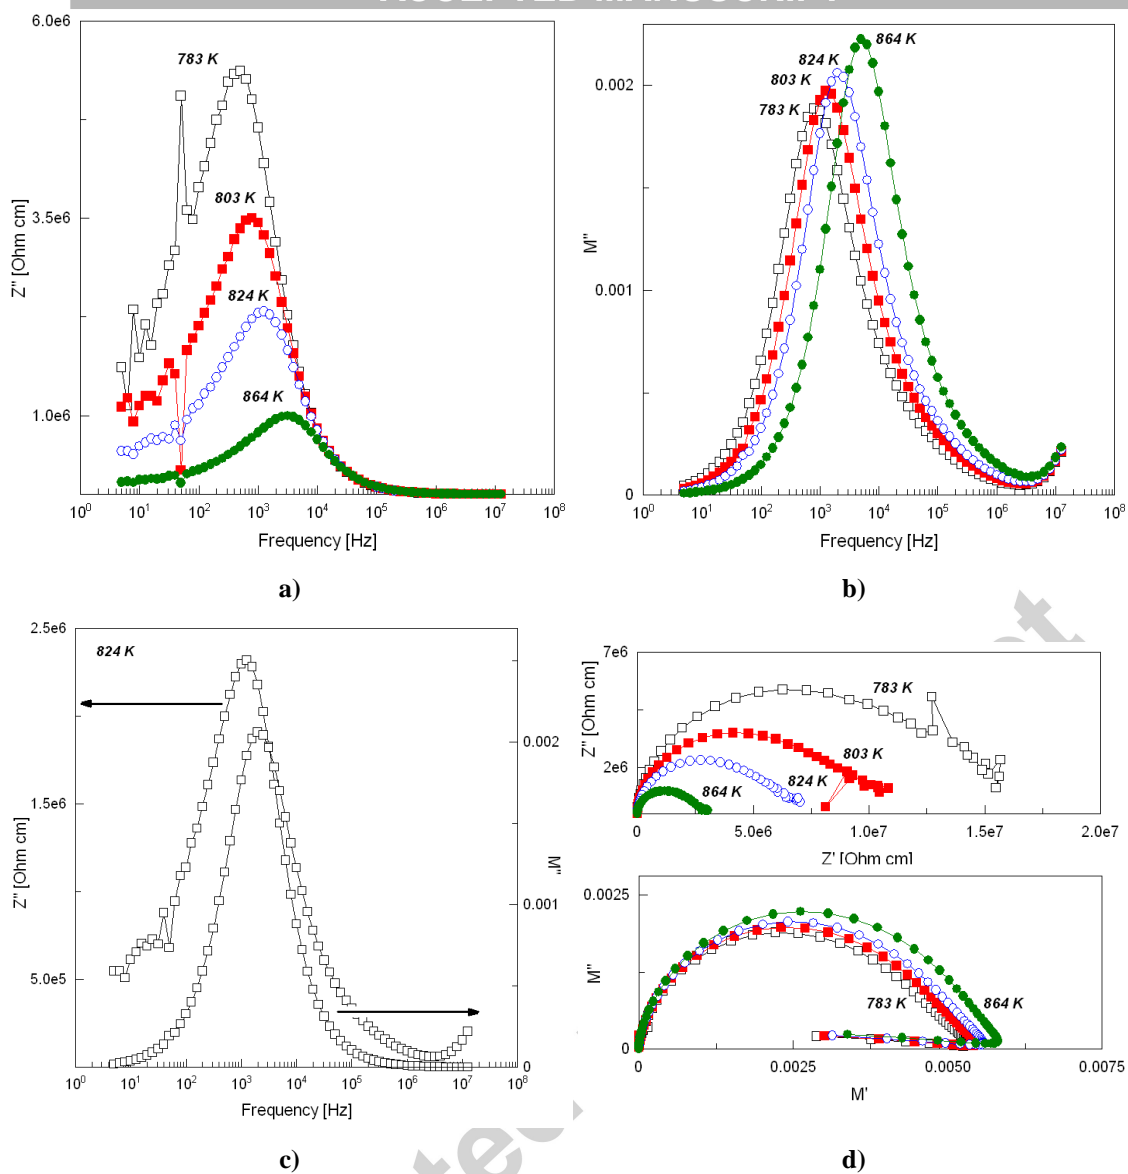 ACCEPTED MANUSCRIPT
6.0e6
3.5e6
1.0e6
Z'' [Ohm cm]
783 K
803 K
824 K
864 K
10^0 10^1 10^2 10^3 10^4 10^5 10^6 10^7 10^8
Frequency [Hz]
a)
0.002
0.001
0
M''
864 K
824 K
803 K
783 K
10^0 10^1 10^2 10^3 10^4 10^5 10^6 10^7 10^8
Frequency [Hz]
b)
2.5e6
1.5e6
5.0e5
Z'' [Ohm cm]
824 K
0.002
0.001
0
M''
10^0 10^1 10^2 10^3 10^4 10^5 10^6 10^7 10^8
Frequency [Hz]
c)
7e6
2e6
Z'' [Ohm cm]
783 K
803 K
824 K
864 K
0 5.0e6 1.0e7 1.5e7 2.0e7
Z' [Ohm cm]
0.0025
0
M''
783 K
864 K
0 0.0025 0.0050 0.0075
M'
d)